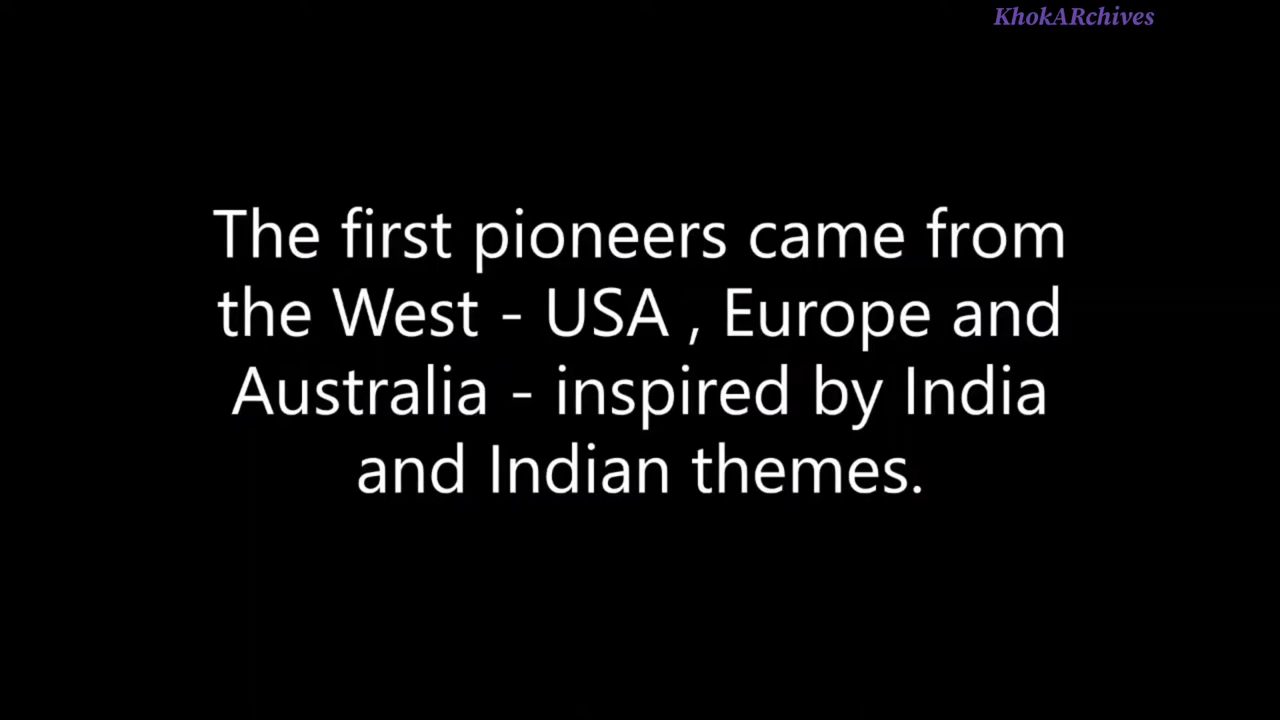 KhokARchives
The first pioneers came from
the West - USA , Europe and
Australia - inspired by India
and Indian themes.